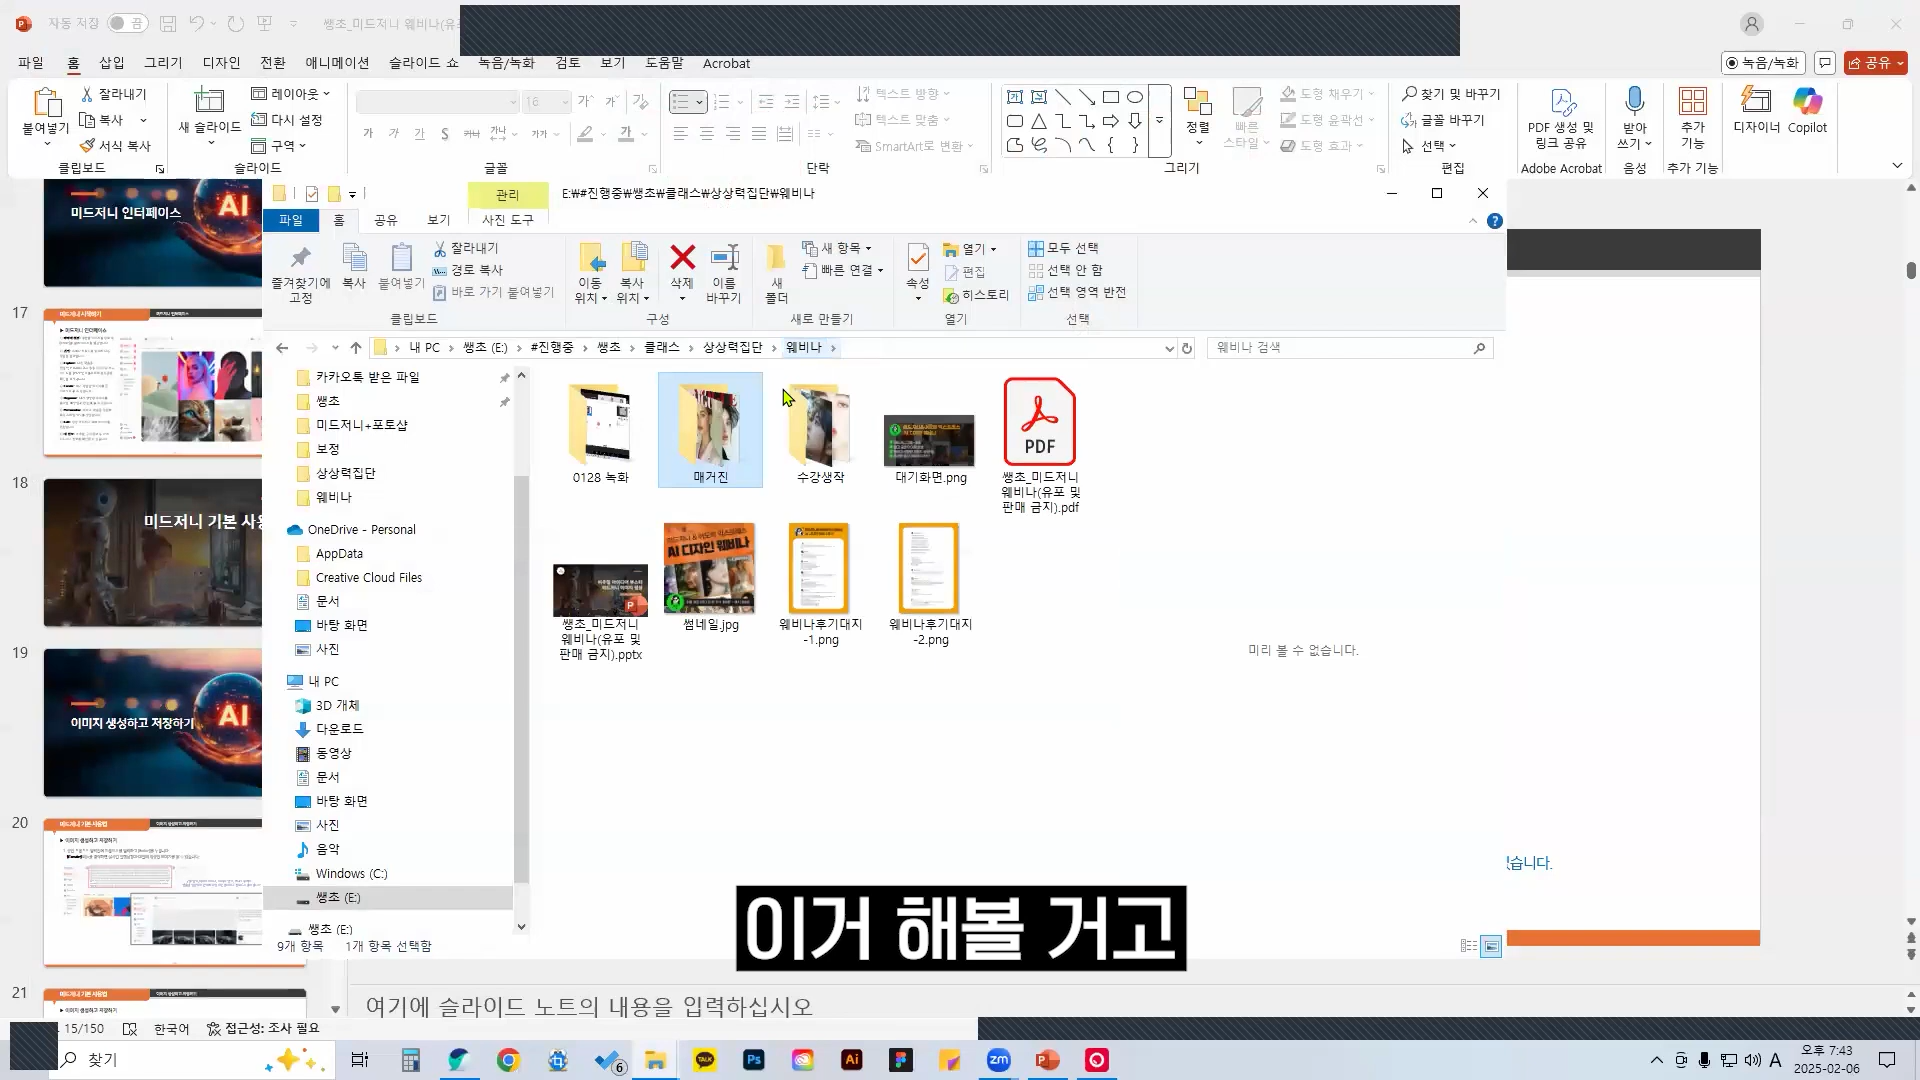 자동 저장 끔
쌩초_미드저니 웨비나(유포
파일 홈 삽입 그리기 디자인 전환 애니메이션 슬라이드 쇼 녹음/녹화 검토 보기 도움말 Acrobat
녹음/녹화 공유
붙여넣기 잘라내기 복사 서식 복사
클립보드
새 슬라이드 레이아웃 다시 설정 구역
슬라이드
18
글꼴
텍스트 방향
텍스트 맞춤
SmartArt로 변환
단락
정렬 빠른 스타일
도형 채우기
도형 윤곽선
도형 효과
그리기
찾기 및 바꾸기
글꼴 바꾸기
선택
편집
PDF 생성 및 링크 공유
Adobe Acrobat
받아쓰기
음성
추가 기능
추가 기능
디자이너 Copilot
관리
E:\#진행중\쌩초\클래스\상상력집단\웨비나
파일 홈 공유 보기 사진 도구
즐겨찾기에 고정
복사
붙여넣기
잘라내기
경로 복사
바로 가기 붙여넣기
클립보드
이동 위치
복사 위치
삭제
이름 바꾸기
구성
새 폴더
새 항목
빠른 연결
새로 만들기
속성
열기
편집
히스토리
열기
모두 선택
선택 안 함
선택 영역 반전
선택
내 PC 쌩초 (E:) #진행중 쌩초 클래스 상상력집단 웨비나
웨비나 검색
카카오톡 받은 파일
쌩초
미드저니+포토샵
보정
상상력집단
웨비나
OneDrive - Personal
AppData
Creative Cloud Files
문서
바탕 화면
사진
내 PC
3D 개체
다운로드
동영상
문서
바탕 화면
사진
음악
Windows (C:)
쌩초 (E:)
쌩초 (E:)
9개 항목 1개 항목 선택함
0128 녹화
매거진
수강생작
대기화면.png
PDF
쌩초_미드저니
웨비나(유포 및
판매 금지).pdf
AI 디자인 웨비나
쌩초_미드저니
웨비나(유포 및
판매 금지).pptx
썸네일.jpg
웨비나후기대지
-1.png
웨비나후기대지
-2.png
미리 볼 수 없습니다.
미드저니 인터페이스
AI
17
18
미드저니 기본 사용
19
이미지 생성하고 저장하기
AI
20
21
습니다.
이거 해볼 거고
여기에 슬라이드 노트의 내용을 입력하십시오
15/150 한국어 접근성: 조사 필요
찾기
6
TALK
Ps
Ai
zm
A
오후 7:43
2025-02-06